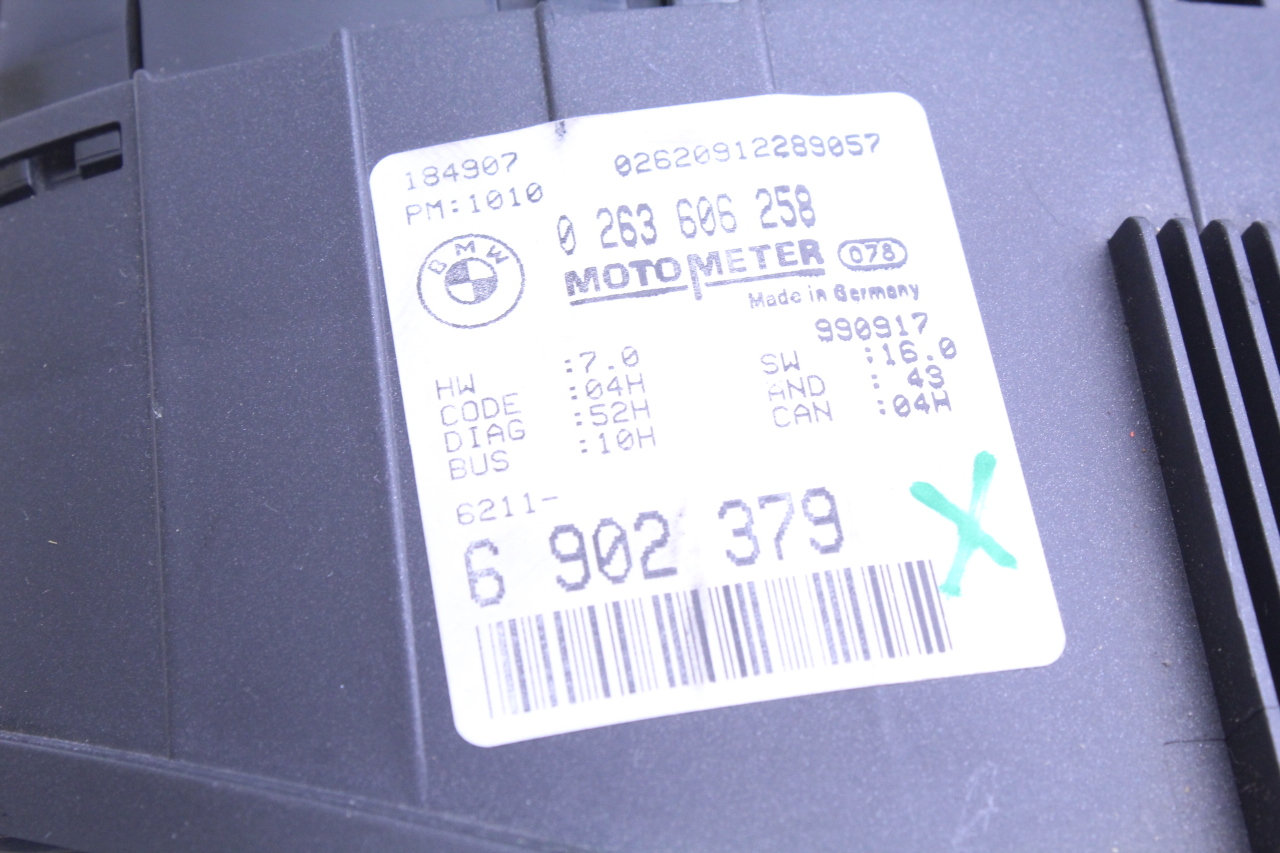 184907 02620912289057
PM:1010
0 263 606 258
BMW
MOTOMETER 078
Made in Germany
990917
HW :7.0 SW :16.0
CODE :04H AND : 43
DIAG :52H CAN :04H
BUS :10H
6211-
6 902 379
X